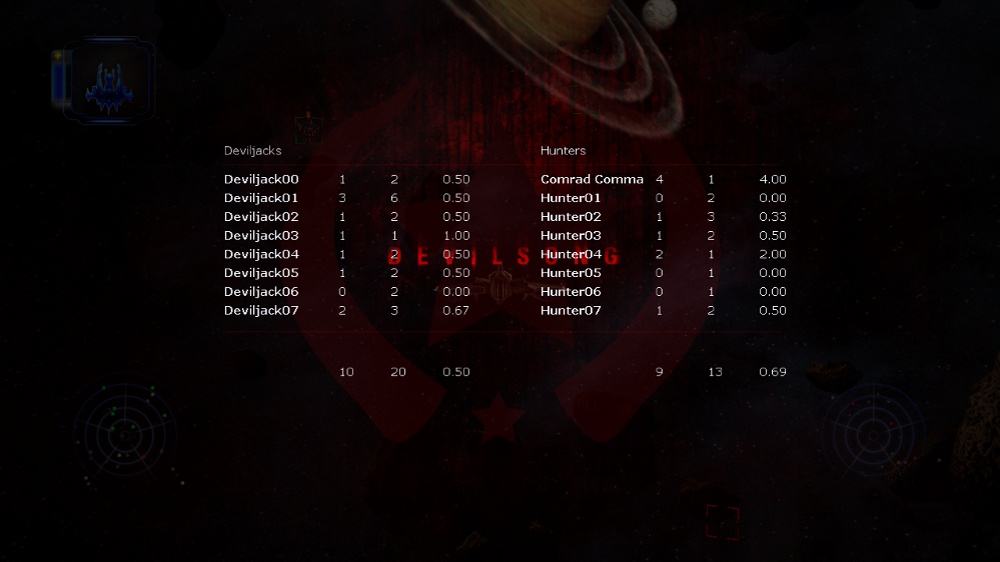 Deviljacks Hunters
Deviljack00 1 2 0.50 Comrad Comma 4 1 4.00
Deviljack01 3 6 0.50 Hunter01 0 2 0.00
Deviljack02 1 2 0.50 Hunter02 1 3 0.33
Deviljack03 1 1 1.00 Hunter03 1 2 0.50
Deviljack04 1 2 0.50 Hunter04 2 1 2.00
DEVILSONG
Deviljack05 1 2 0.50 Hunter05 0 1 0.00
Deviljack06 0 2 0.00 Hunter06 0 1 0.00
Deviljack07 2 3 0.67 Hunter07 1 2 0.50
10 20 0.50 9 13 0.69